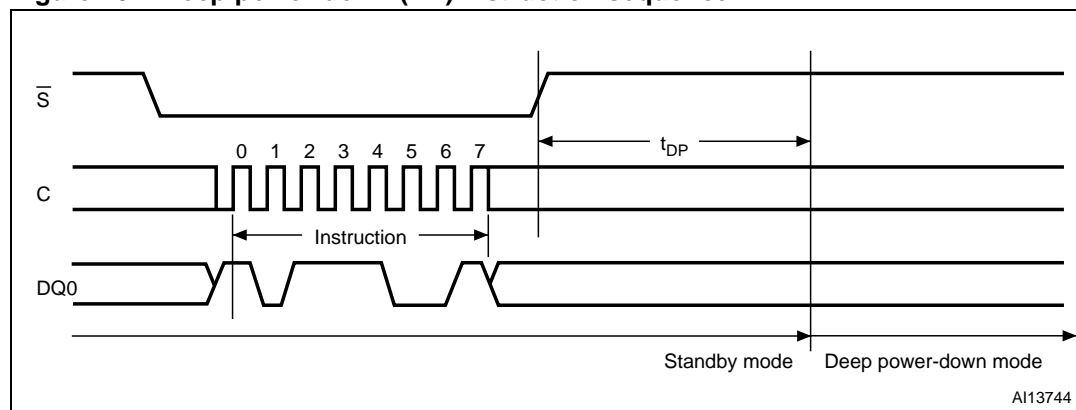 S̅
0 1 2 3 4 5 6 7
t_DP
C
Instruction
DQ0
Standby mode
Deep power-down mode
AI13744